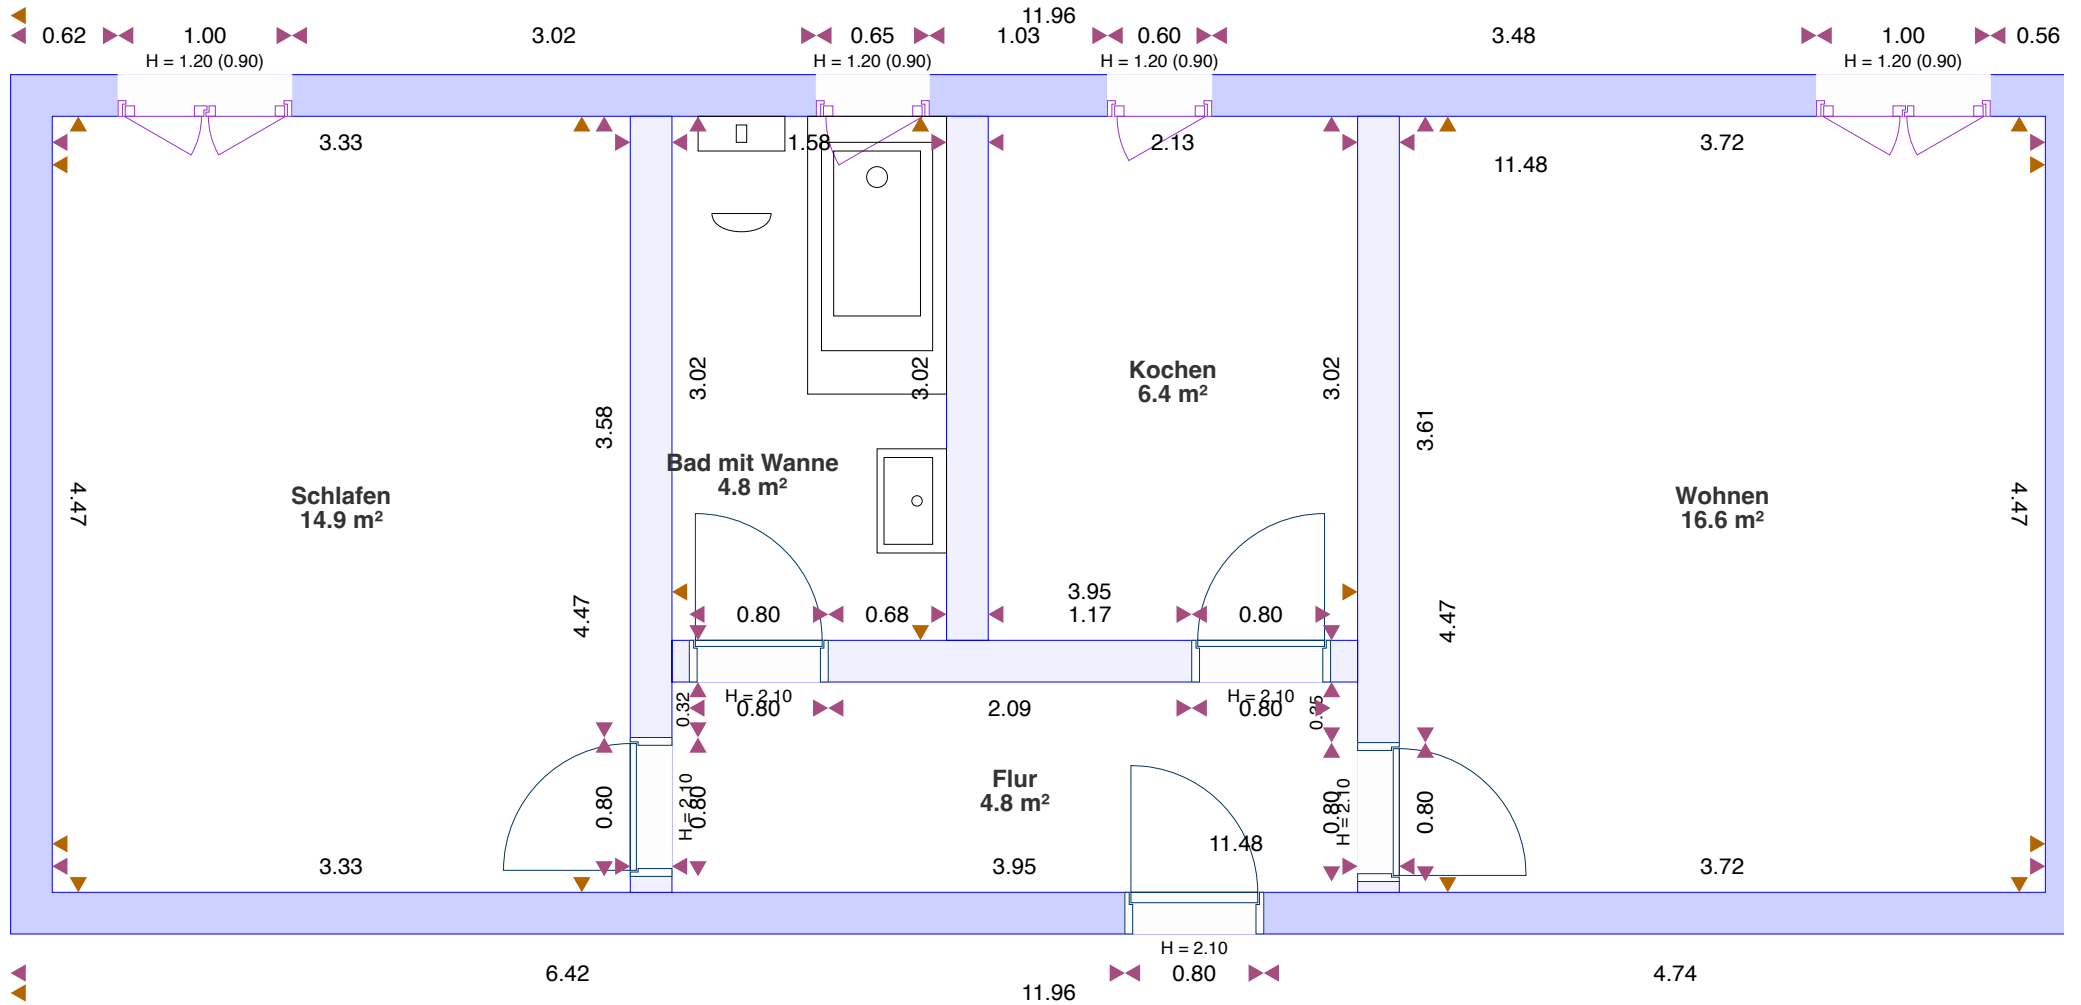 11.96
0.62 1.00 3.02 0.65 1.03 0.60 3.48 1.00 0.56
H = 1.20 (0.90) H = 1.20 (0.90) H = 1.20 (0.90) H = 1.20 (0.90)
3.33 1.58 2.13 3.72
11.48
3.02 3.02 3.02
Kochen
6.4 m²
3.58 3.61
Bad mit Wanne
4.8 m²
4.47 4.47
Schlafen
14.9 m²
Wohnen
16.6 m²
3.95
4.47 0.80 0.68 1.17 0.80 4.47
H = 2.10 H = 2.10
0.32 0.80 2.09 0.80 0.35
Flur
4.8 m²
0.80 H = 2.10 0.80 0.80 H = 2.10 0.80
11.48
3.33 3.95 3.72
H = 2.10
6.42 0.80 4.74
11.96